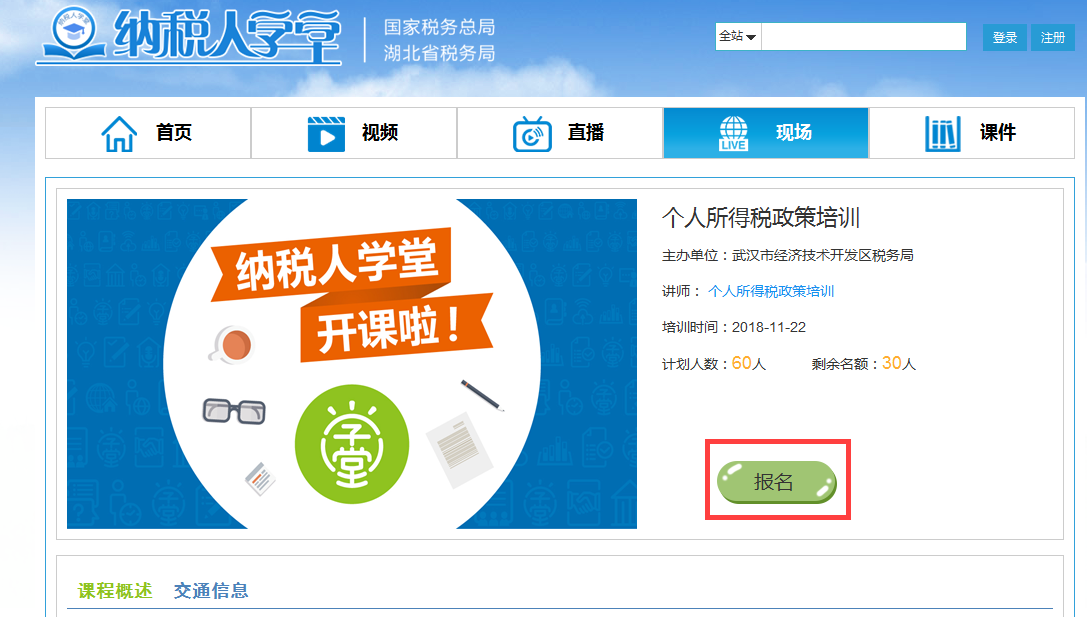 纳税人学堂
纳税人学堂
国家税务总局
湖北省税务局
全站
登录
注册
首页
视频
直播
LIVE
现场
课件
纳税人学堂
开课啦！
学堂
个人所得税政策培训
主办单位：武汉市经济技术开发区税务局
讲师： 个人所得税政策培训
培训时间：2018-11-22
计划人数：60人 剩余名额：30人
报名
课程概述 交通信息